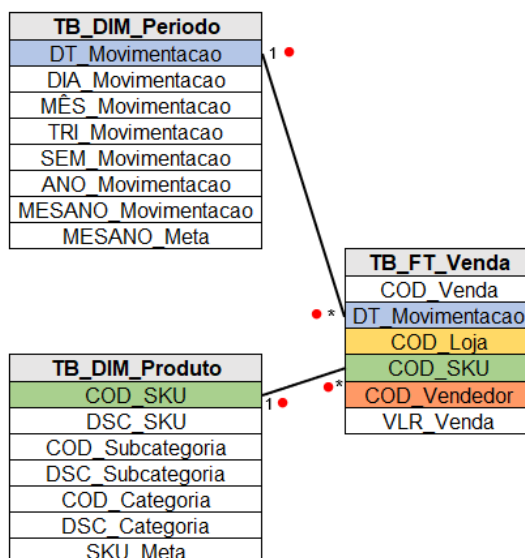 TB_DIM_Periodo
DT_Movimentacao
DIA_Movimentacao
MÊS_Movimentacao
TRI_Movimentacao
SEM_Movimentacao
ANO_Movimentacao
MESANO_Movimentacao
MESANO_Meta
1
TB_FT_Venda
COD_Venda
* DT_Movimentacao
COD_Loja
COD_SKU
* COD_Vendedor
VLR_Venda
TB_DIM_Produto
COD_SKU
1
DSC_SKU
COD_Subcategoria
DSC_Subcategoria
COD_Categoria
DSC_Categoria
SKU_Meta